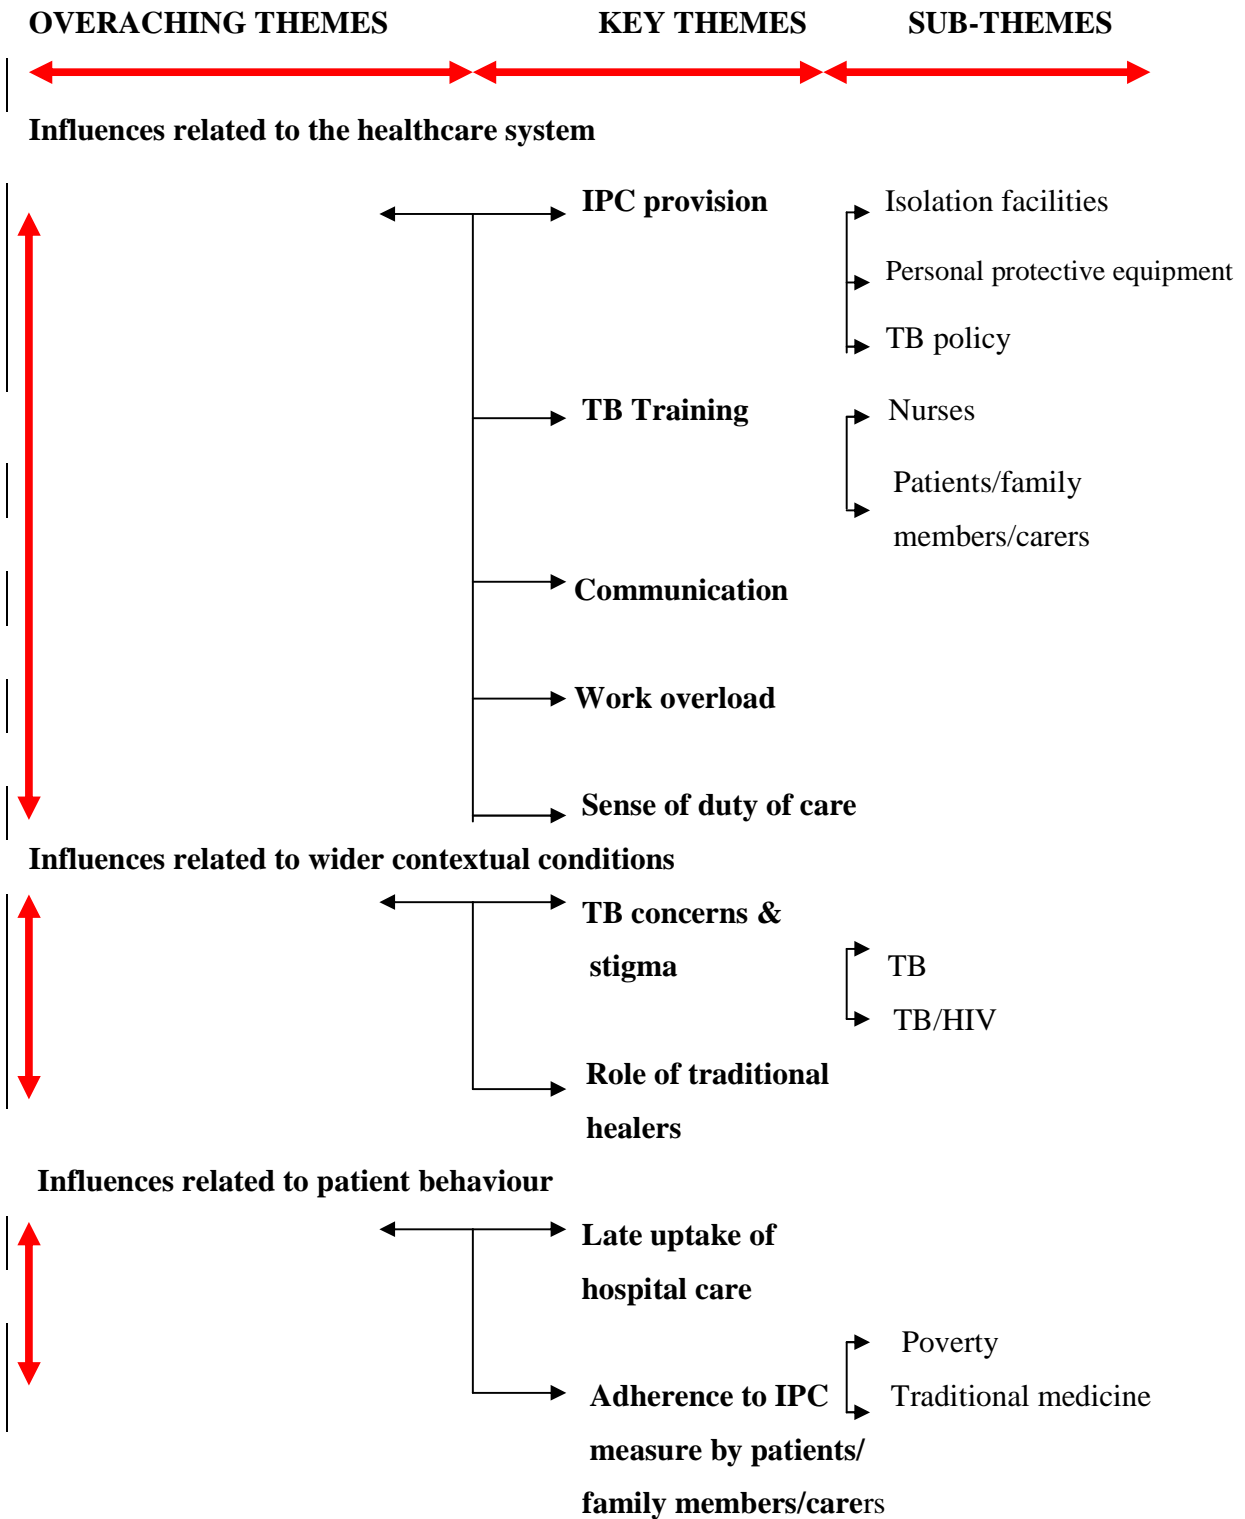 OVERACHING THEMES KEY THEMES SUB-THEMES
Influences related to the healthcare system
IPC provision Isolation facilities
Personal protective equipment
TB policy
TB Training Nurses
Patients/family
members/carers
Communication
Work overload
Sense of duty of care
Influences related to wider contextual conditions
TB concerns &
stigma TB
TB/HIV
Role of traditional
healers
Influences related to patient behaviour
Late uptake of
hospital care
Poverty
Adherence to IPC Traditional medicine
measure by patients/
family members/carers